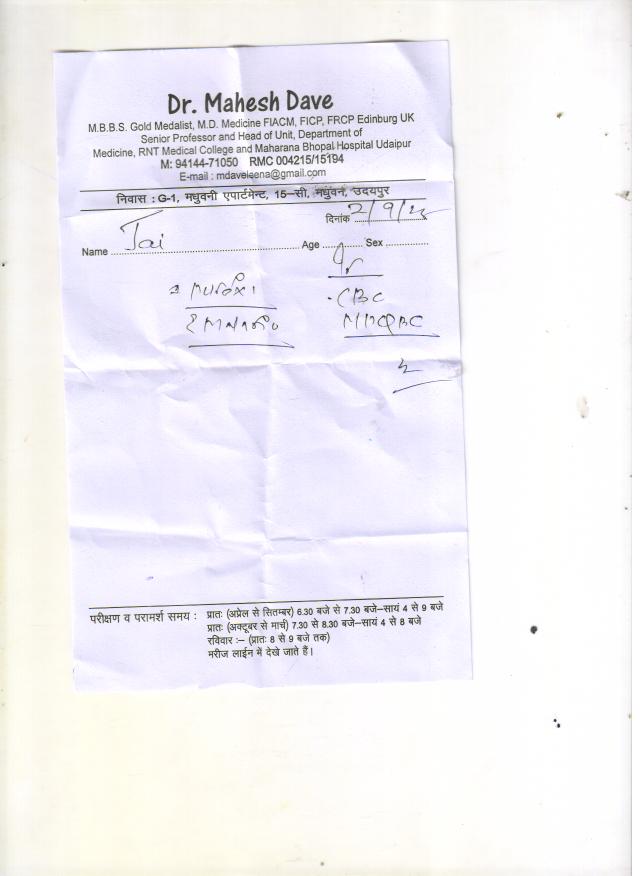 Dr. Mahesh Dave
M.B.B.S. Gold Medalist, M.D. Medicine FIACM, FICP, FRCP Edinburg UK
Senior Professor and Head of Unit, Department of
Medicine, RNT Medical College and Maharana Bhopal Hospital Udaipur
M: 94144-71050 RMC 004215/15194
E-mail : mdaveleena@gmail.com
निवास : G-1, मधुवनी एपार्टमेन्ट, 15-सी, मधुवन, उदयपुर
दिनांक 2/9/
Name Jai Age Sex
CBC
परीक्षण व परामर्श समय : प्रातः (अप्रेल से सितम्बर) 6.30 बजे से 7.30 बजे-सायं 4 से 9 बजे
प्रातः (अक्टूबर से मार्च) 7.30 से 8.30 बजे-सायं 4 से 8 बजे
रविवार :- (प्रातः 8 से 9 बजे तक)
मरीज लाईन में देखे जाते हैं।